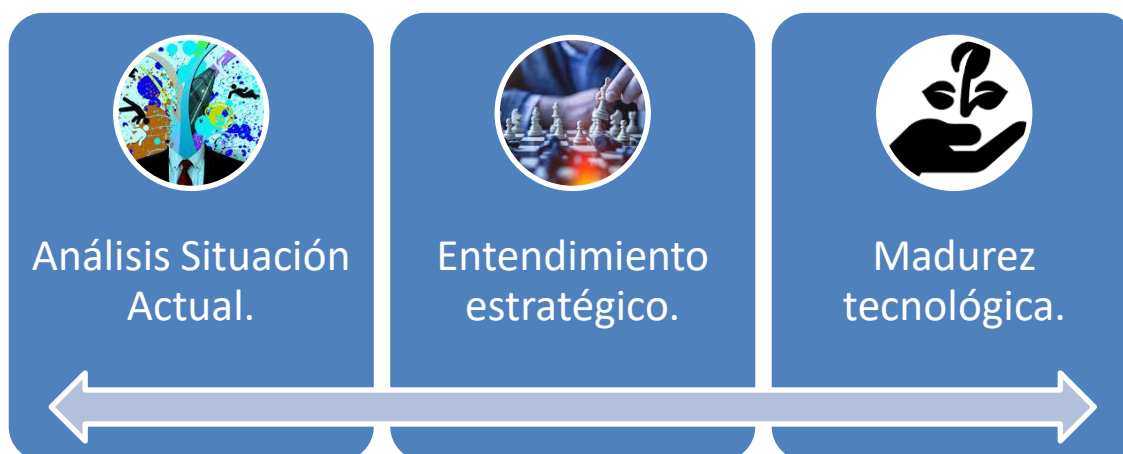 Análisis Situación
Actual.
Entendimiento
estratégico.
Madurez
tecnológica.